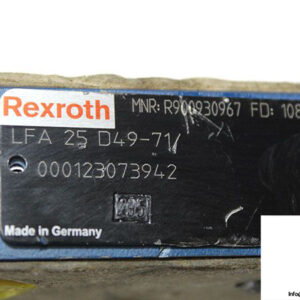 Rexroth MNR: R900930967 FD: 108
LFA 25 D49-71/
000123073942
Made in Germany